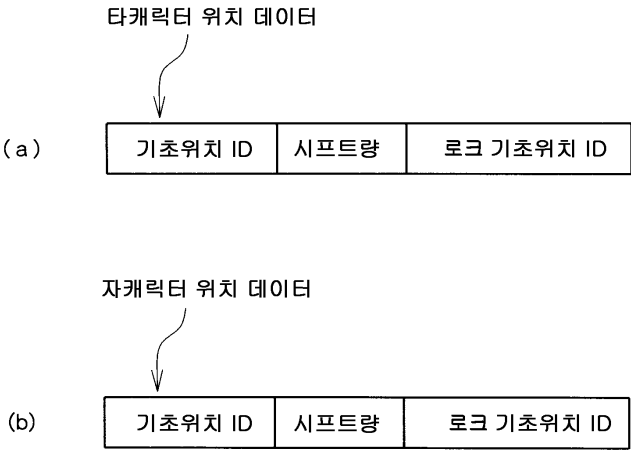 타캐릭터 위치 데이터
(a) 기초위치 ID 시프트량 로크 기초위치 ID
자캐릭터 위치 데이터
(b) 기초위치 ID 시프트량 로크 기초위치 ID